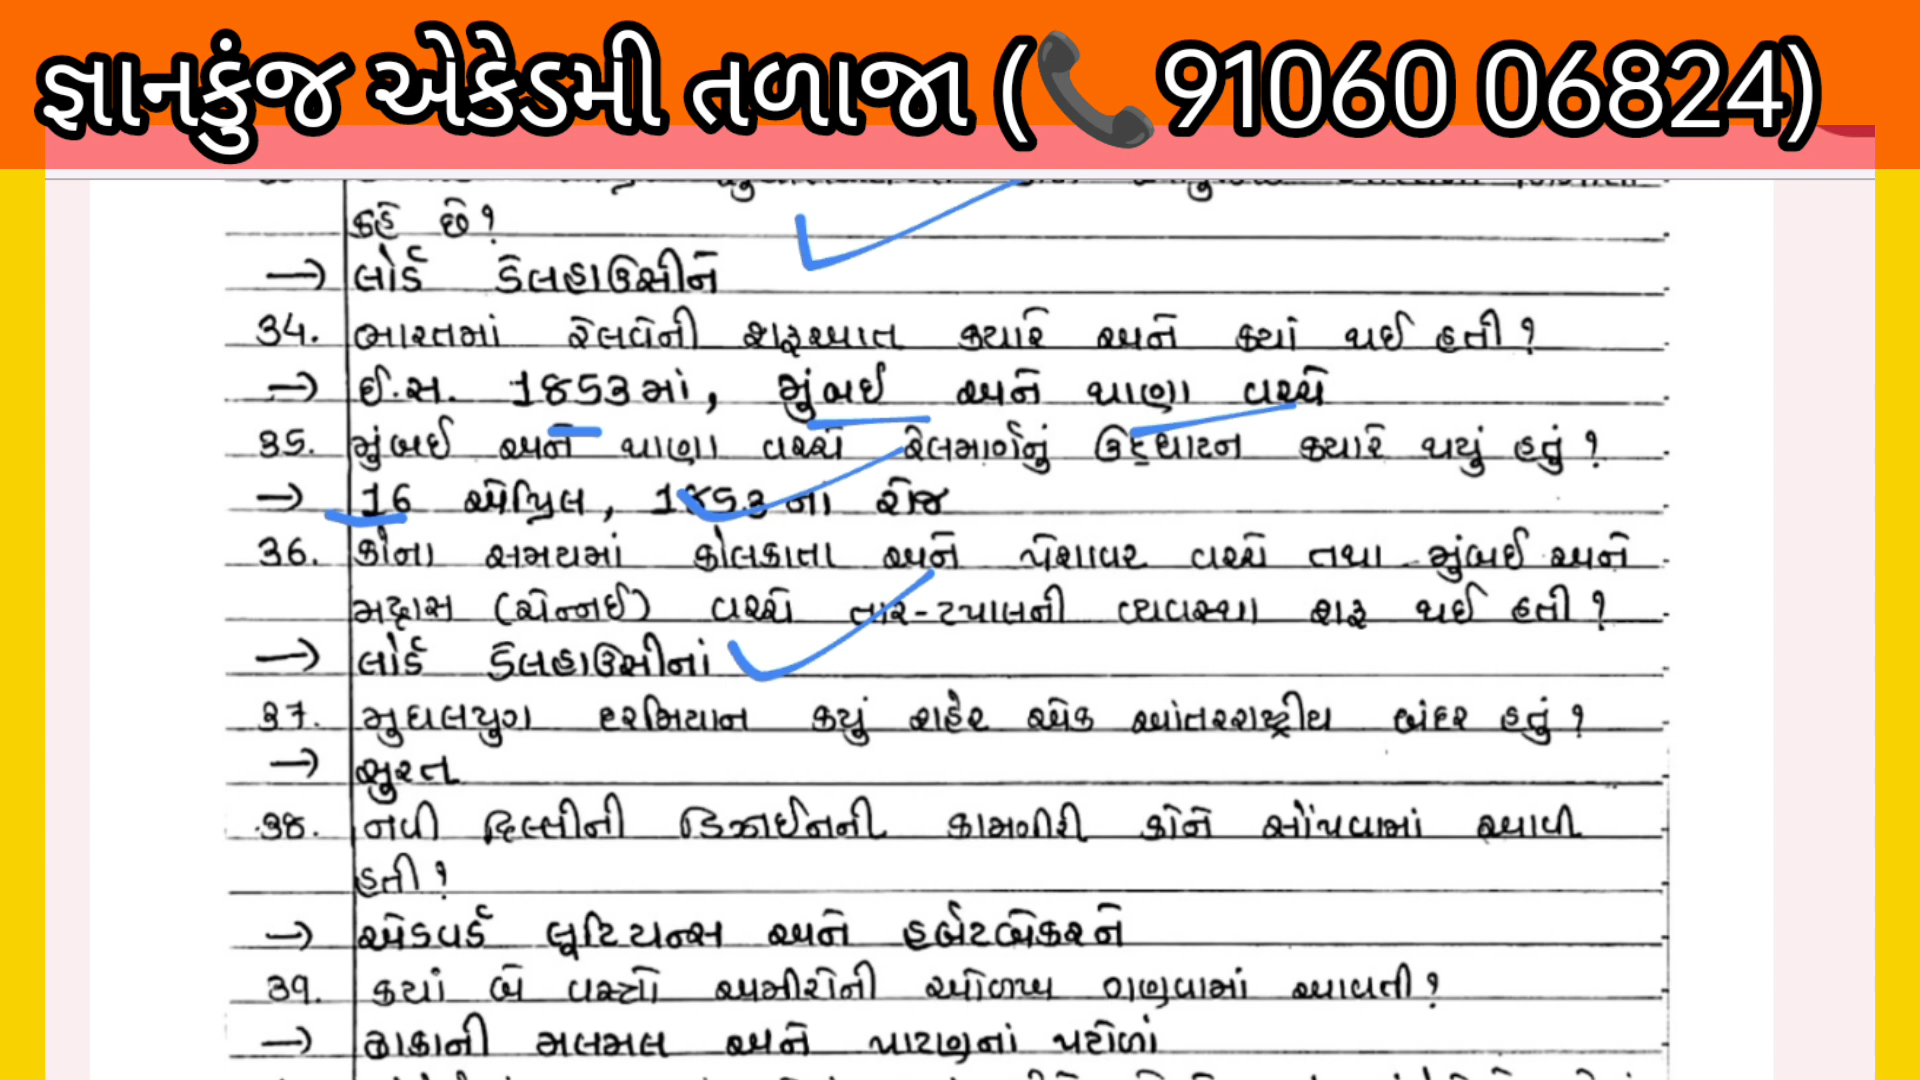 જ્ઞાનકુંજ એકેડમી તળાજા (📞91060 06824)
કહે છે?
→ લોર્ડ ડેલહાઉસીને
34. ભારતમાં રેલવેની શરૂઆત ક્યારે અને ક્યાં થઈ હતી?
→ ઈ.સ. 1853માં, મુંબઈ અને થાણા વચ્ચે
35. મુંબઈ અને થાણા વચ્ચે રેલમાર્ગનું ઉદ્ઘાટન ક્યારે થયું હતું?
→ 16 એપ્રિલ, 1853ના રોજ
36. કોના સમયમાં કોલકાતા અને પેશાવર વચ્ચે તથા મુંબઈ અને
મદ્રાસ (ચેન્નઈ) વચ્ચે તાર-ટપાલની વ્યવસ્થા શરૂ થઈ હતી?
→ લોર્ડ ડેલહાઉસીનાં
37. મુઘલયુગ દરમિયાન કયું શહેર એક આંતરરાષ્ટ્રીય બંદર હતું?
→ સુરત
38. નવી દિલ્લીની ડિઝાઈનની કામગીરી કોને સોંપવામાં આવી
હતી?
→ એડવર્ડ લૂટિયન્સ અને હર્બટબેકરને
39. ક્યાં બે વસ્ત્રો અમીરોની ઓળખ ગણવામાં આવતી?
→ ઢાકાની મલમલ અને પાટણનાં પટોળાં